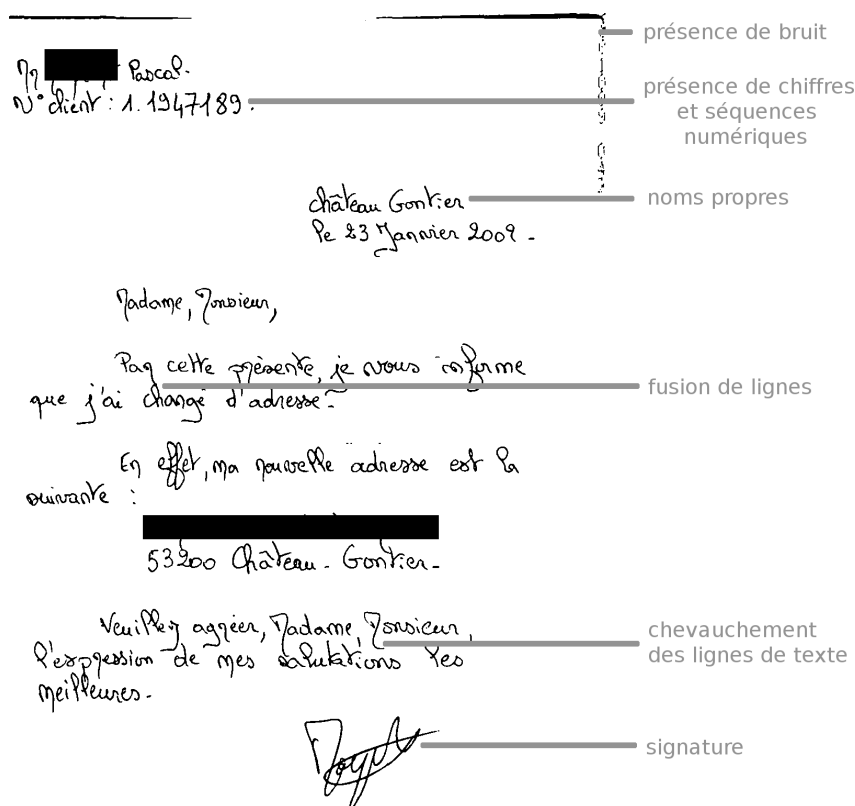 présence de bruit
Mr Pascal.
N° client : 1.1947189.
présence de chiffres
et séquences
numériques
château Gontier
noms propres
le 23 Janvier 2009.
Madame, Monsieur,
Par cette présente, je vous informe
fusion de lignes
que j'ai changé d'adresse.
En effet, ma nouvelle adresse est la
suivante :
53200 Château - Gontier -
Veuillez agréer, Madame, Monsieur,
chevauchement
des lignes de texte
l'expression de mes salutations les
meilleures.
signature